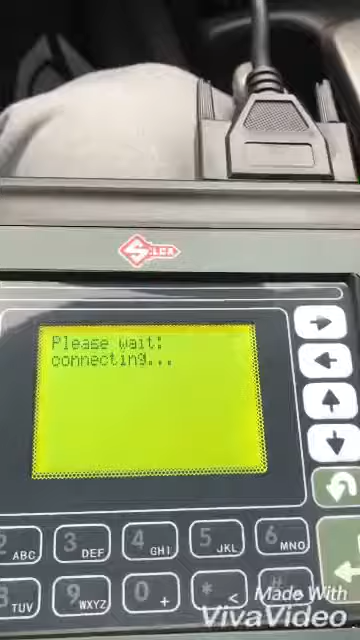 SILCA
Please wait:
connecting...
2 ABC
3 DEF
4 GHI
5 JKL
6 MNO
8 TUV
9 WXYZ
0 +
* <
#
Made With
VivaVideo